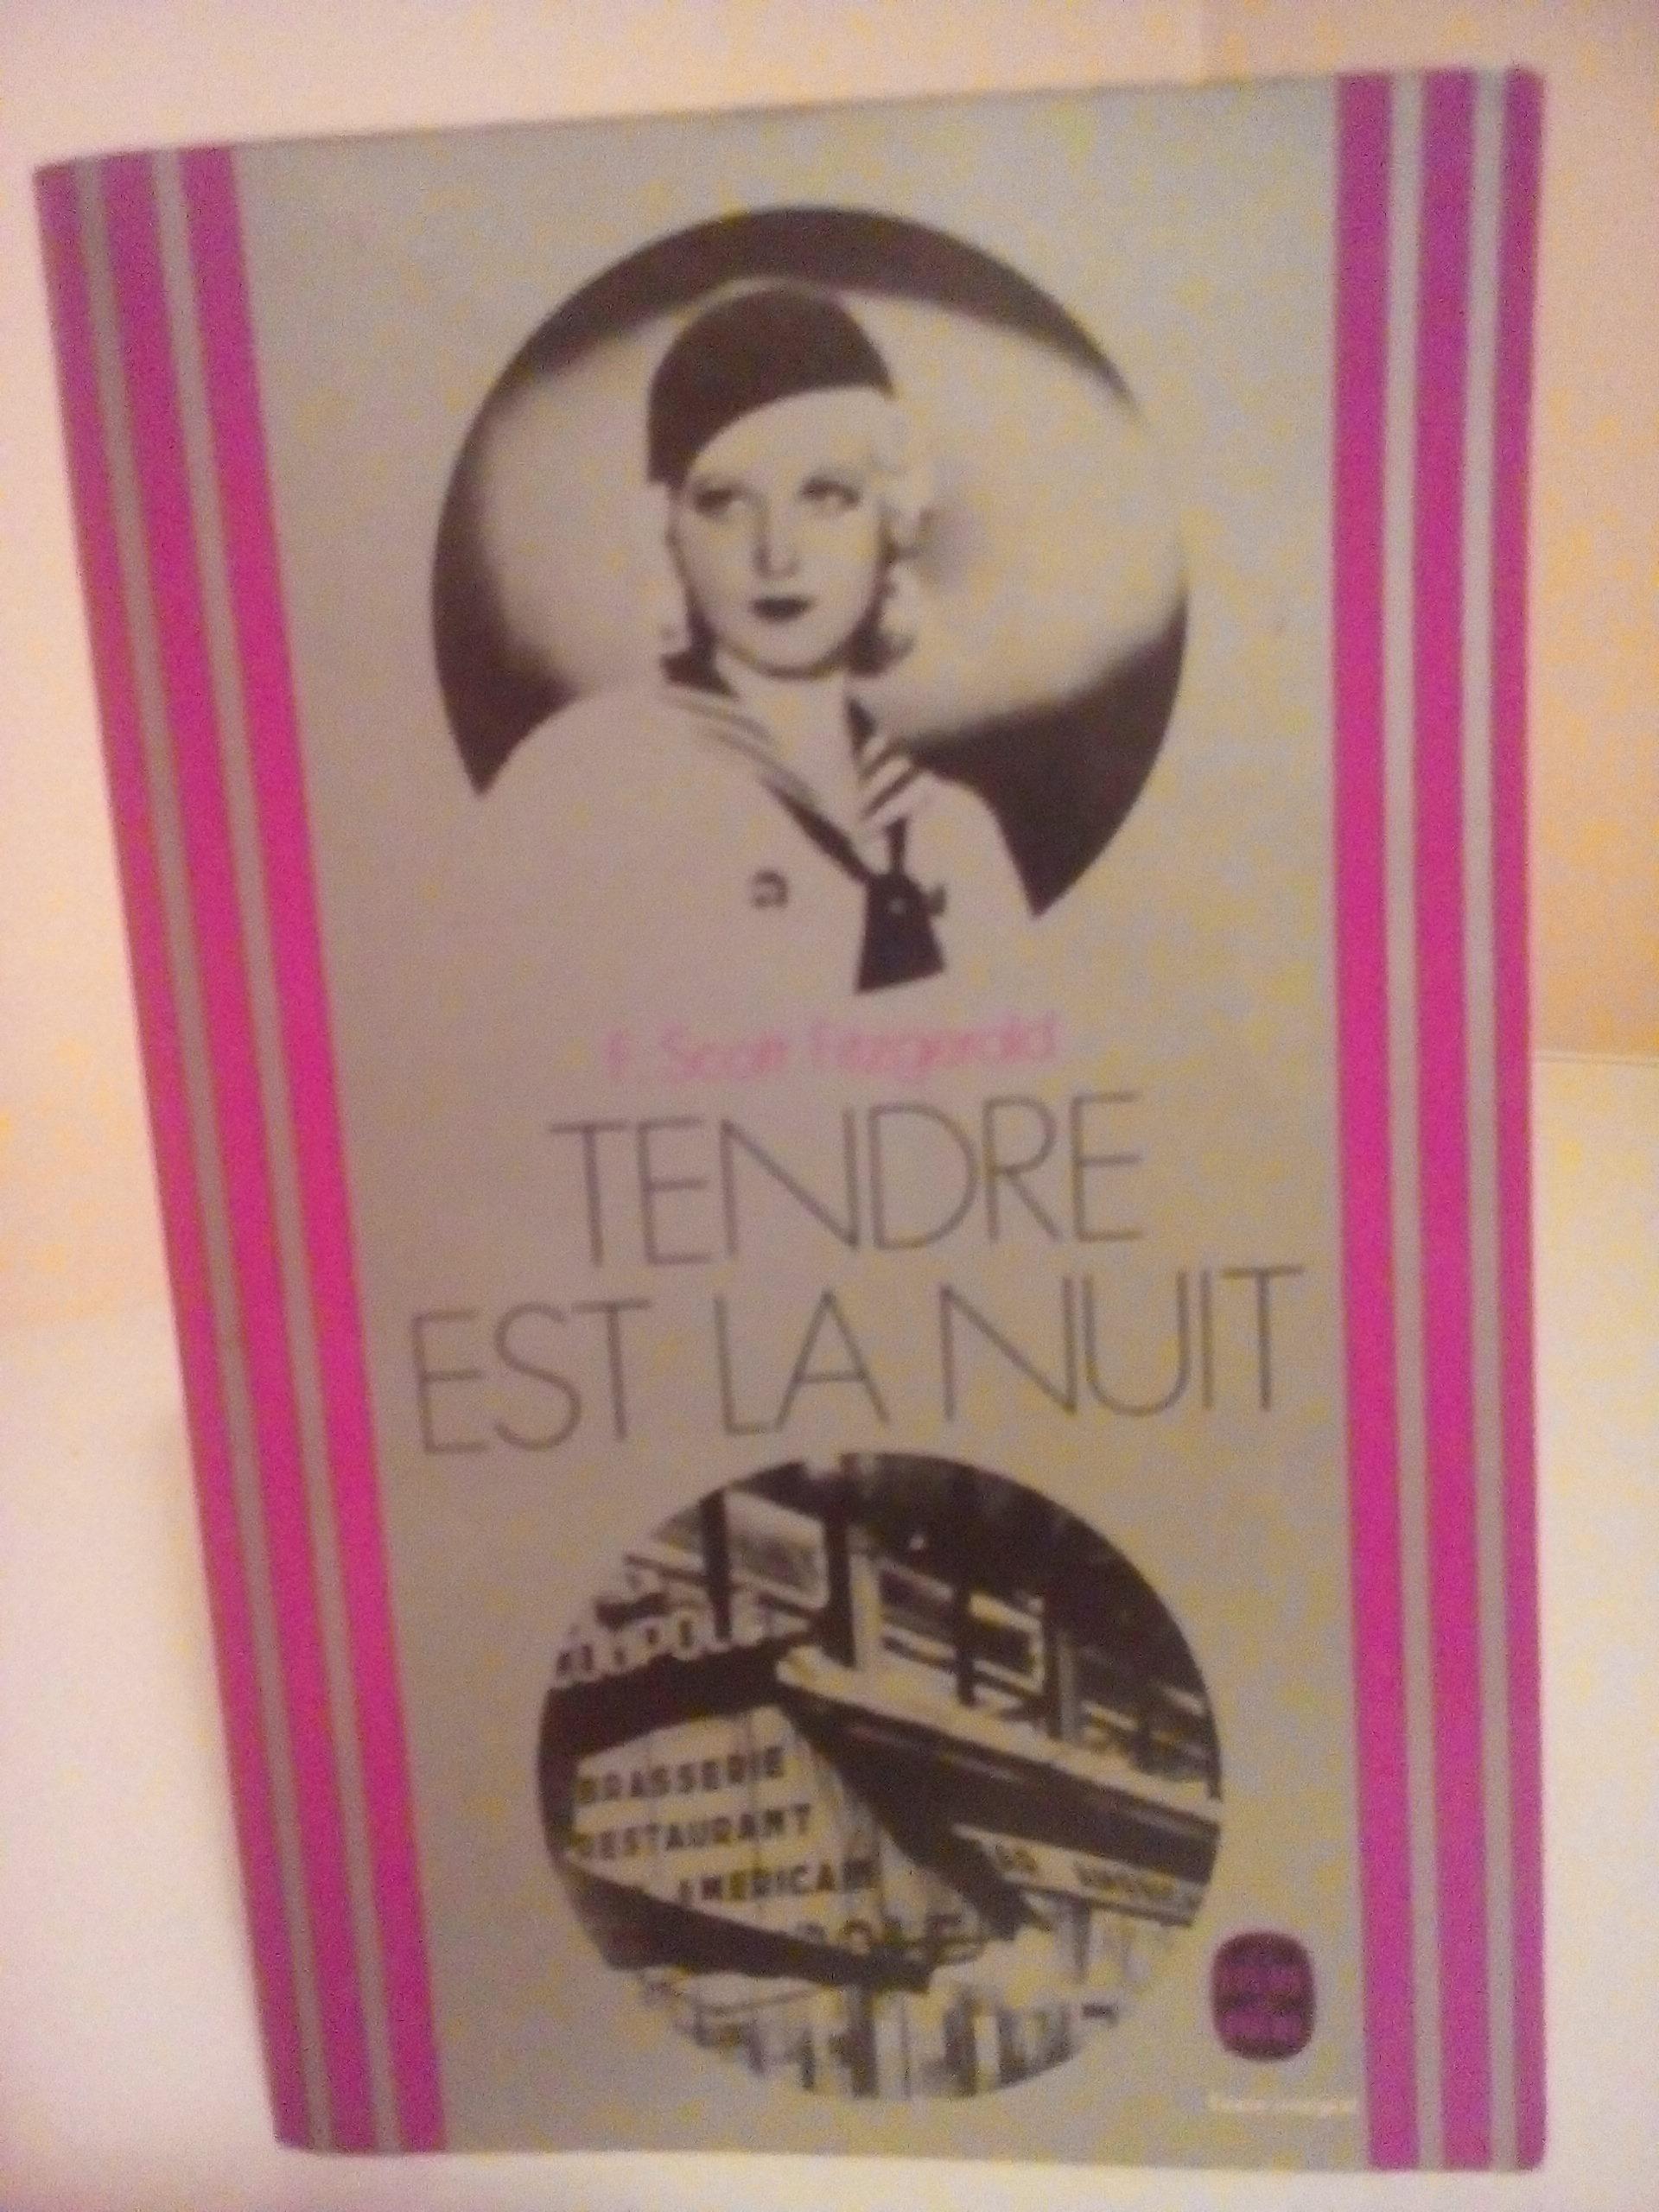 F. Scott Fitzgerald
TENDRE
EST LA NUIT
BRASSERIE
RESTAURANT
AMERICAIN